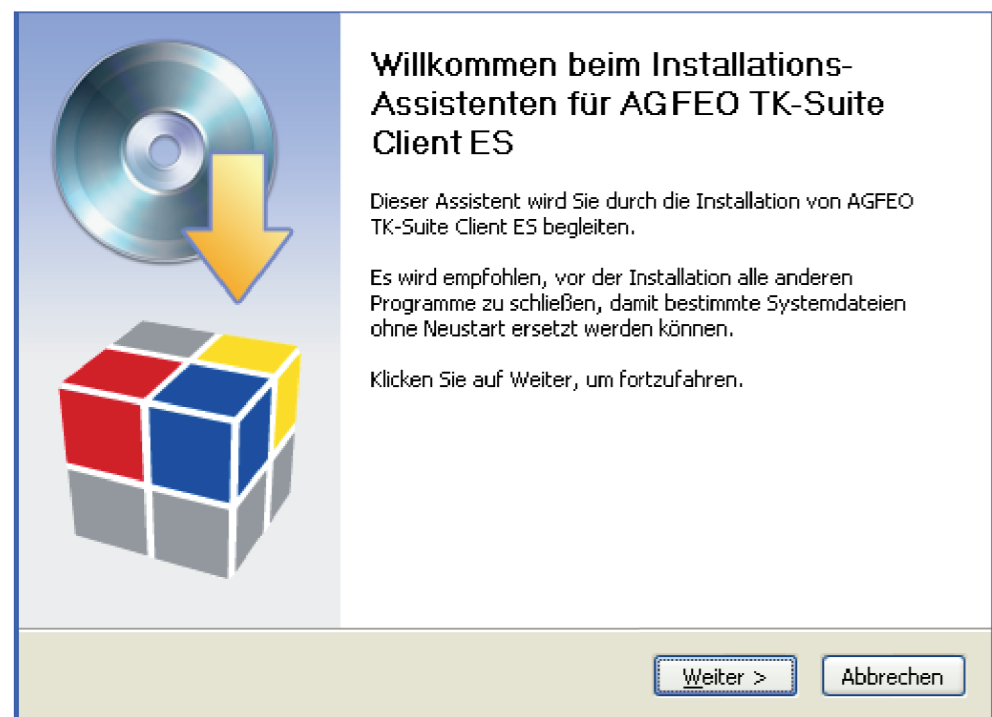 Willkommen beim Installations-
Assistenten für AGFEO TK-Suite
Client ES
Dieser Assistent wird Sie durch die Installation von AGFEO
TK-Suite Client ES begleiten.
Es wird empfohlen, vor der Installation alle anderen
Programme zu schließen, damit bestimmte Systemdateien
ohne Neustart ersetzt werden können.
Klicken Sie auf Weiter, um fortzufahren.
Weiter >
Abbrechen